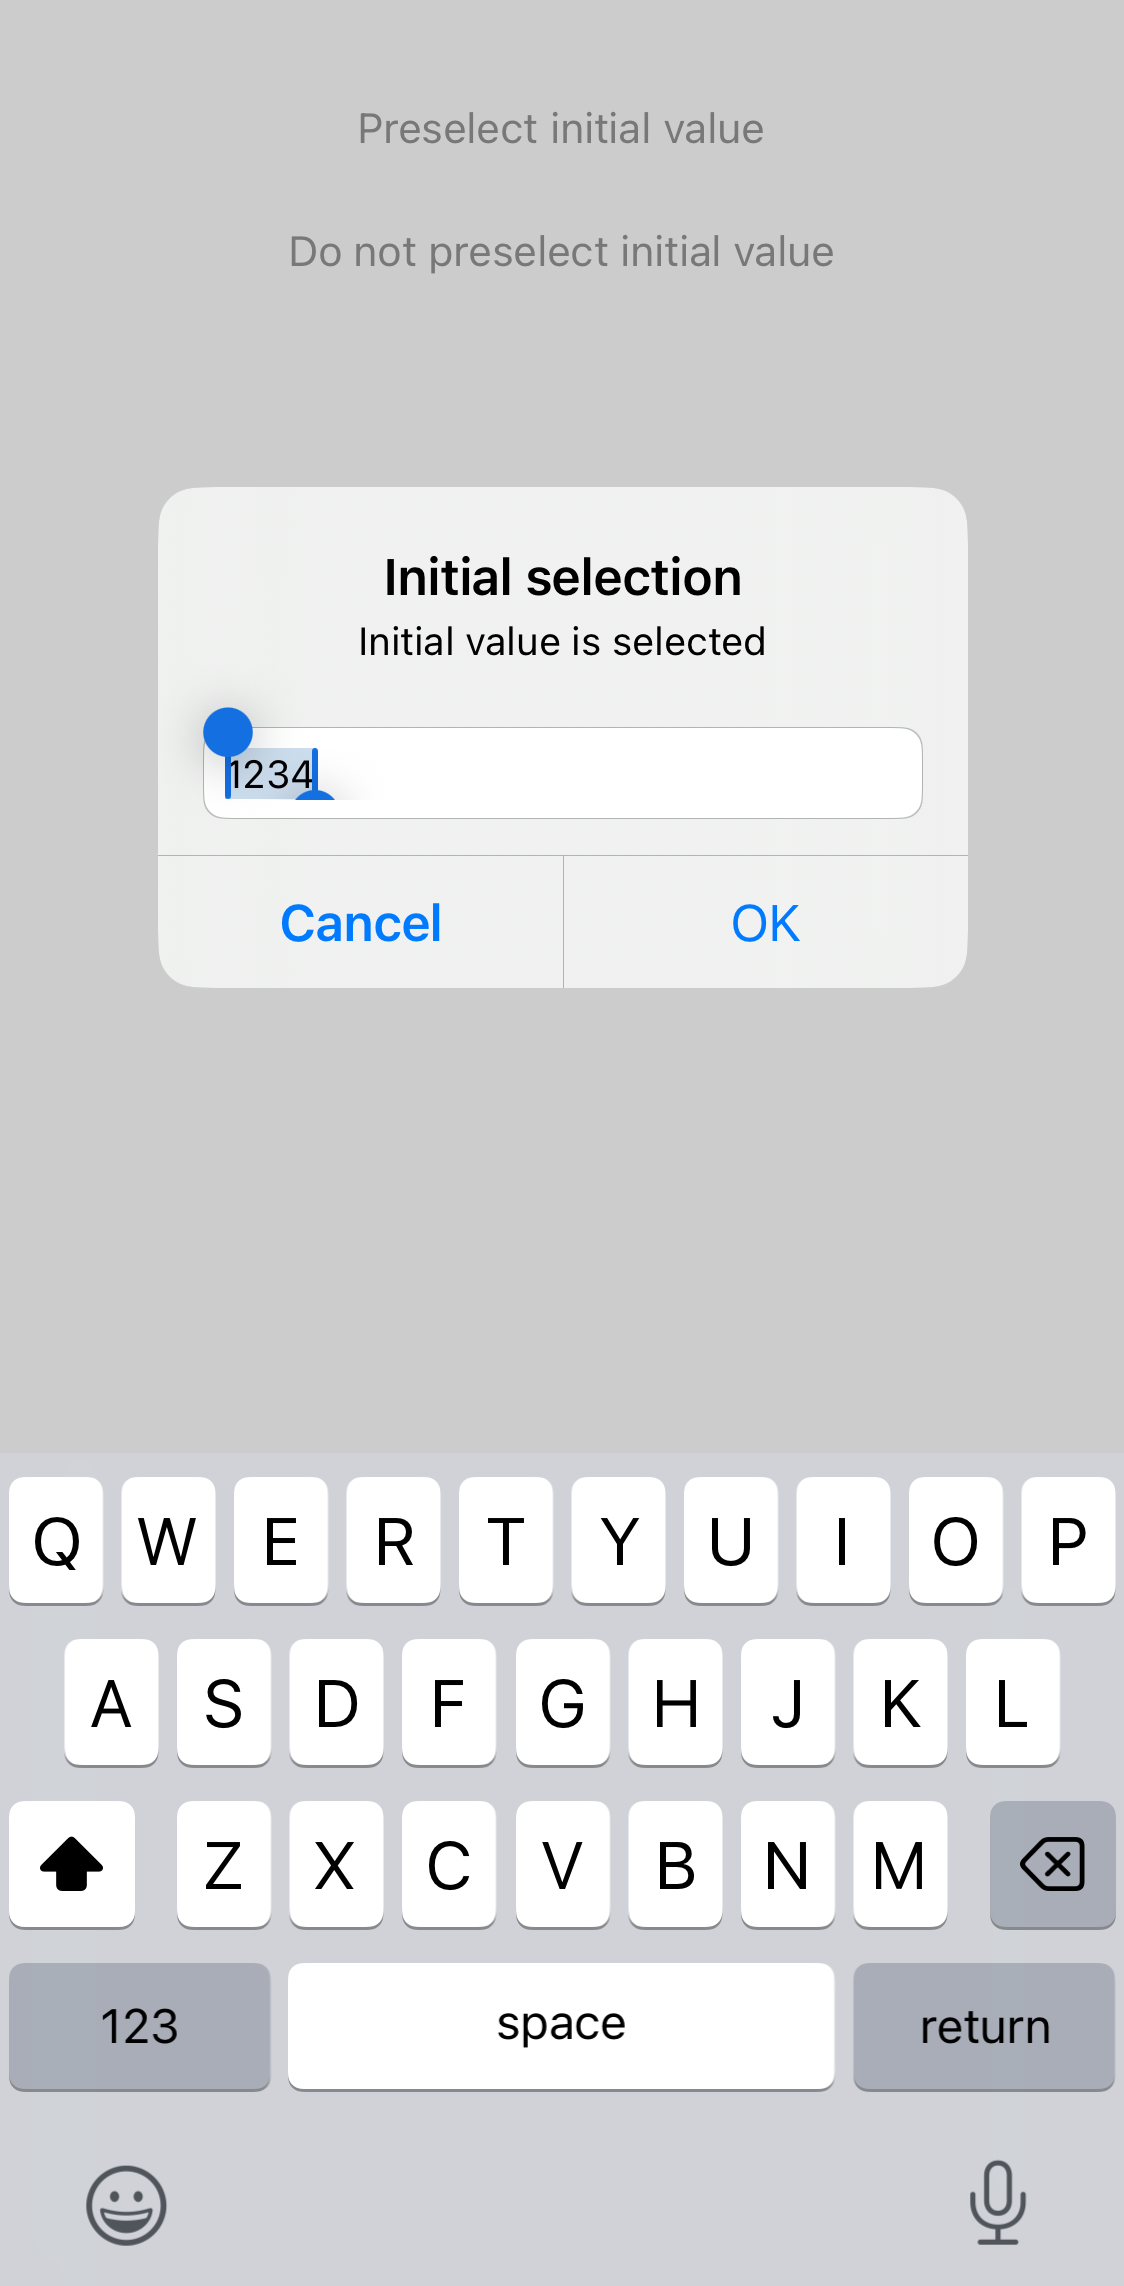 Preselect initial value
Do not preselect initial value
Initial selection
Initial value is selected
1234
Cancel OK
Q W E R T Y U I O P
A S D F G H J K L
Z X C V B N M
123 space return